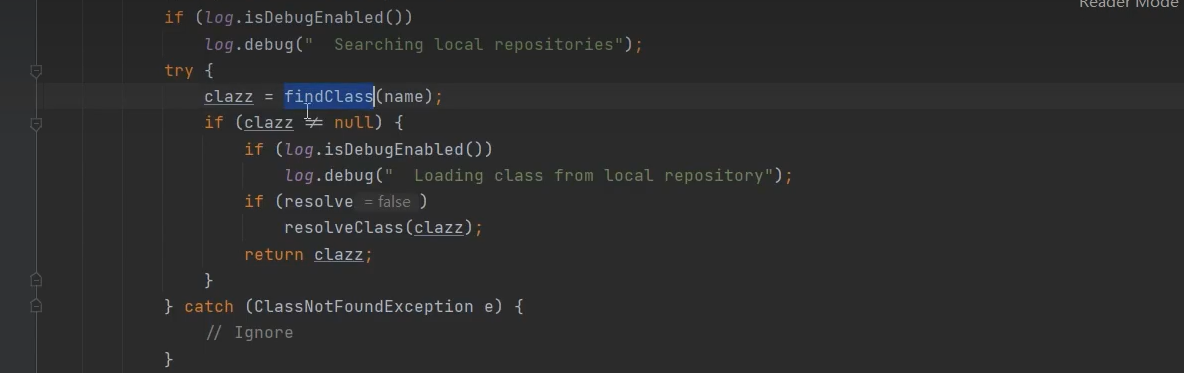 Reader Mode
if (log.isDebugEnabled())
log.debug("  Searching local repositories");
try {
clazz = findClass(name);
if (clazz != null) {
if (log.isDebugEnabled())
log.debug("  Loading class from local repository");
if (resolve = false )
resolveClass(clazz);
return clazz;
}
} catch (ClassNotFoundException e) {
// Ignore
}